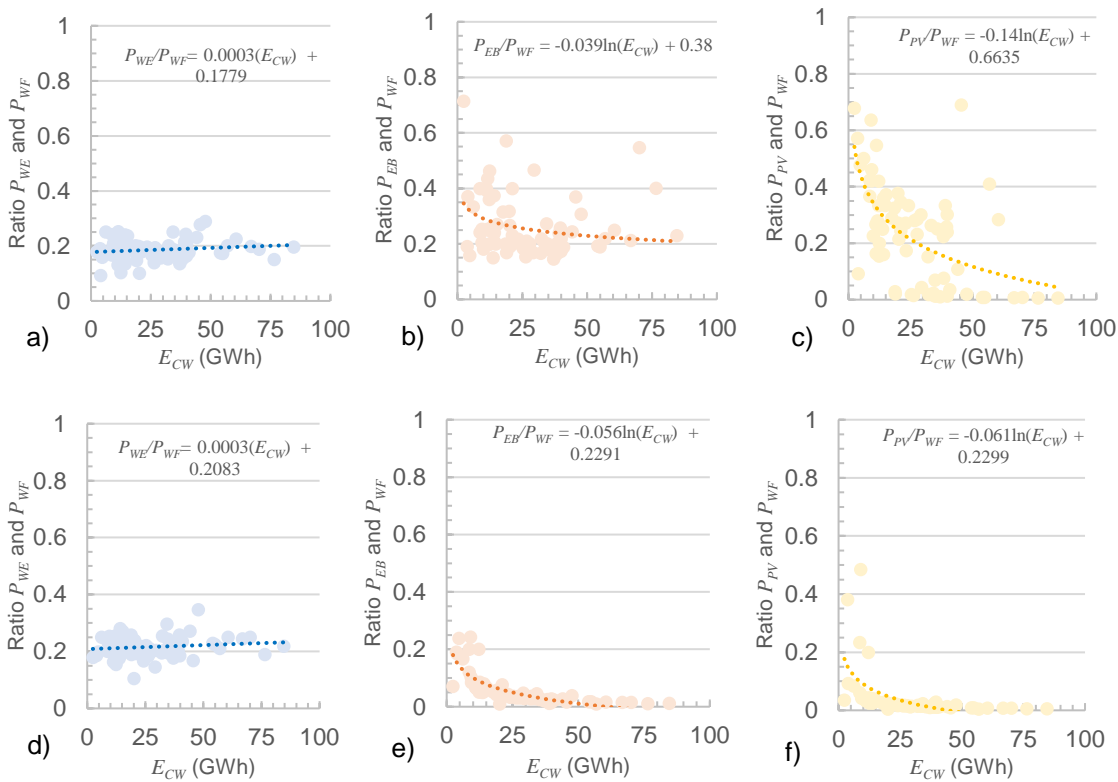 P_WE/P_WF= 0.0003(E_CW) +
0.1779
Ratio P_WE and P_WF
1
0.8
0.6
0.4
0.2
0
0 25 50 75 100
a)
E_CW (GWh)
P_EB/P_WF = -0.039ln(E_CW) + 0.38
Ratio P_EB and P_WF
1
0.8
0.6
0.4
0.2
0
0 25 50 75 100
b)
E_CW (GWh)
P_PV/P_WF = -0.14ln(E_CW) +
0.6635
Ratio P_PV and P_WF
1
0.8
0.6
0.4
0.2
0
0 25 50 75 100
c)
E_CW (GWh)
P_WE/P_WF= 0.0003(E_CW) +
0.2083
Ratio P_WE and P_WF
1
0.8
0.6
0.4
0.2
0
0 25 50 75 100
d)
E_CW (GWh)
P_EB/P_WF = -0.056ln(E_CW) +
0.2291
Ratio P_EB and P_WF
1
0.8
0.6
0.4
0.2
0
0 25 50 75 100
e)
E_CW (GWh)
P_PV/P_WF = -0.061ln(E_CW) +
0.2299
Ratio P_PV and P_WF
1
0.8
0.6
0.4
0.2
0
0 25 50 75 100
f)
E_CW (GWh)